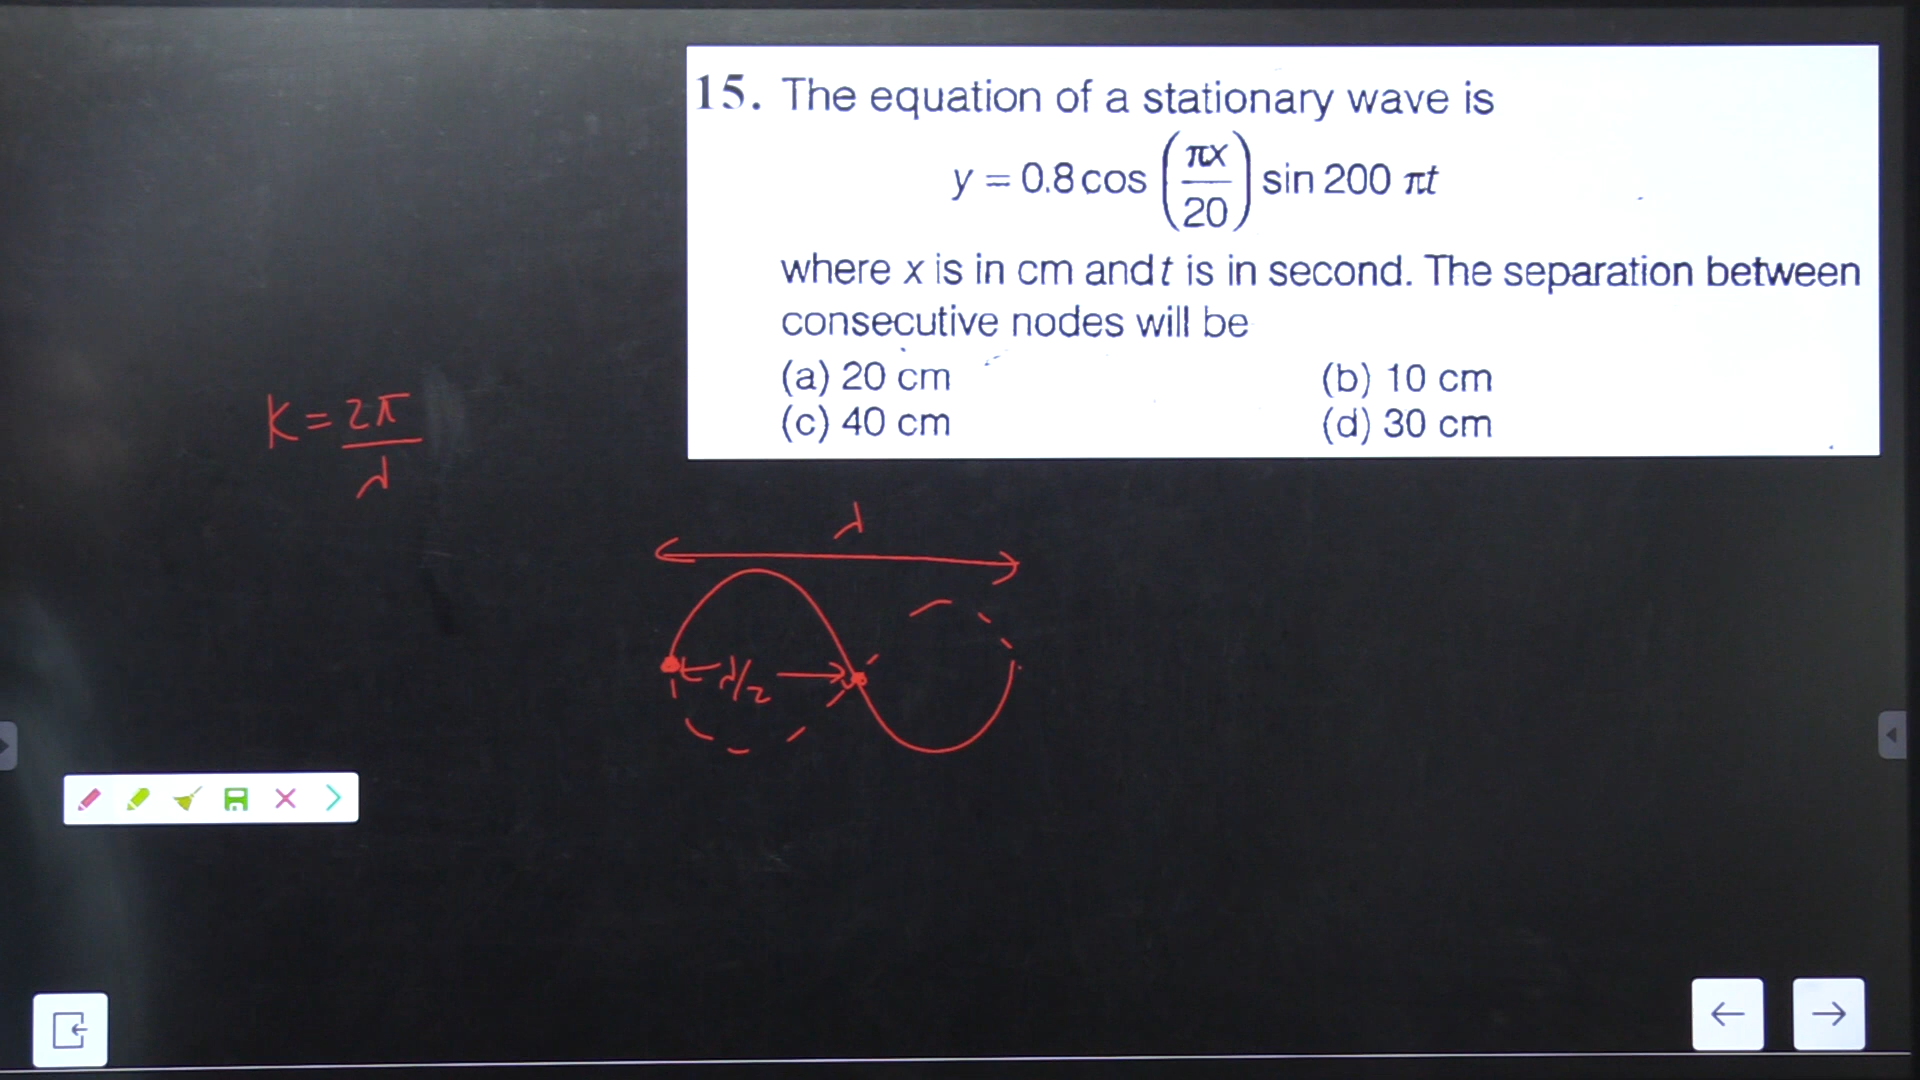 15. The equation of a stationary wave is
y = 0.8 cos (πx/20) sin 200 πt
where x is in cm and t is in second. The separation between
consecutive nodes will be
(a) 20 cm (b) 10 cm
(c) 40 cm (d) 30 cm
K = 2π/λ
λ
λ/2